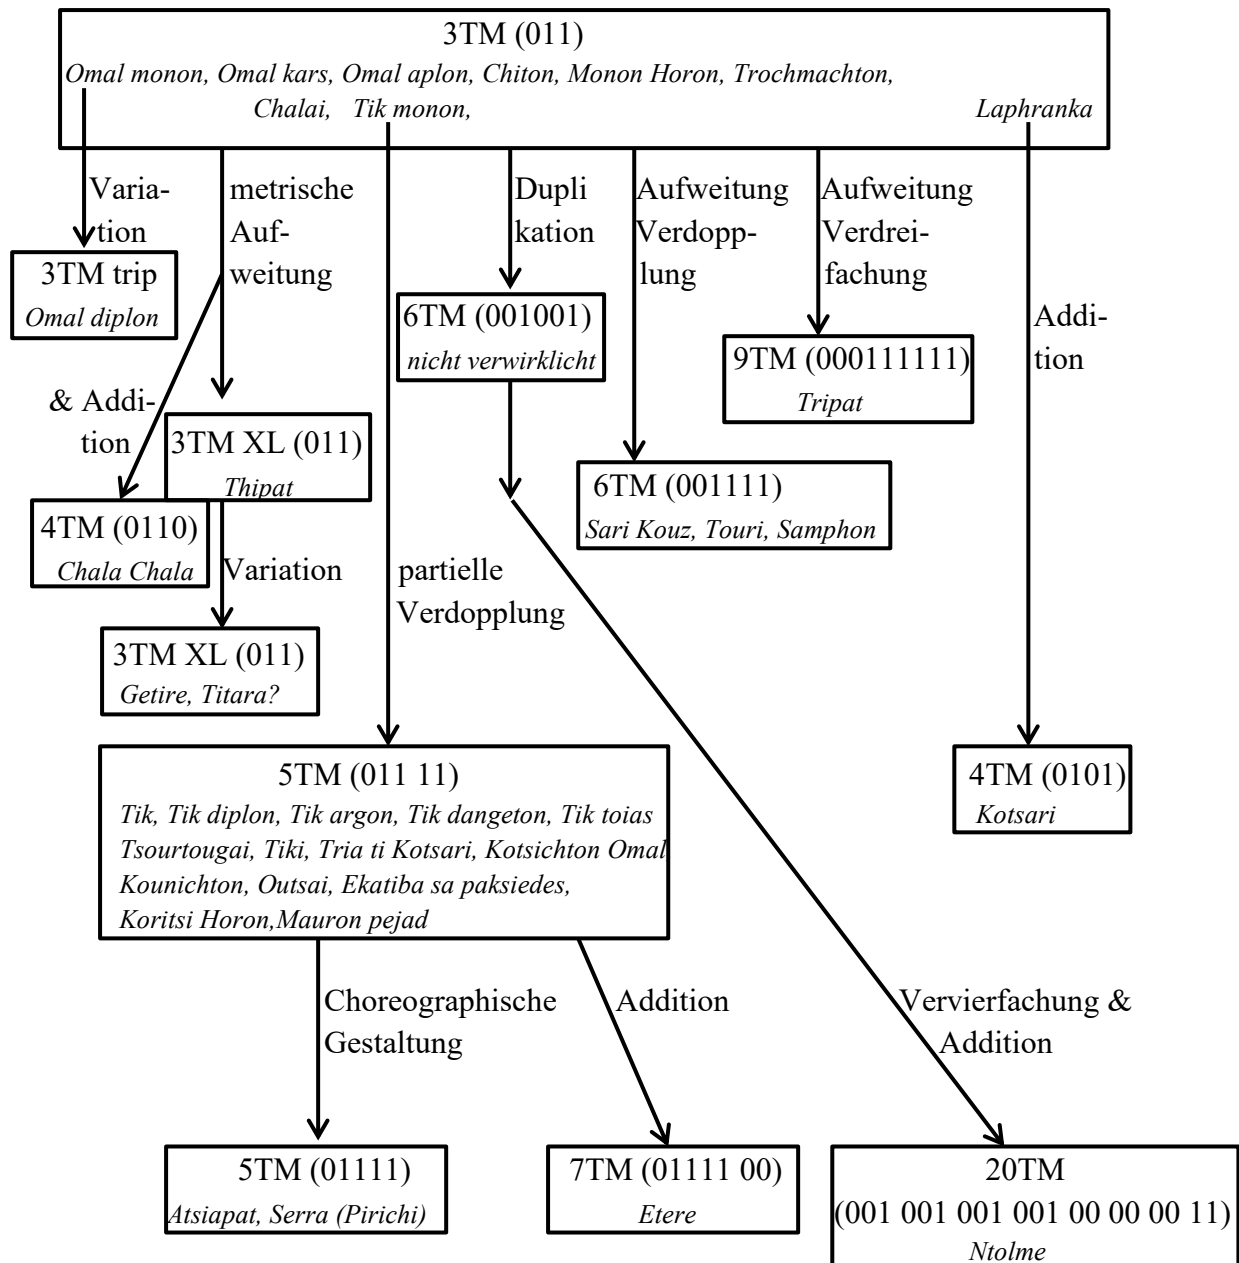 3TM (011)
Omal monon, Omal kars, Omal aplon, Chiton, Monon Horon, Trochmachton,
Chalai, Tik monon,
Laphranka
Varia-
tion
metrische
Auf-
weitung
Dupli
kation
Aufweitung
Verdopp-
lung
Aufweitung
Verdrei-
fachung
3TM trip
Omal diplon
6TM (001001)
nicht verwirklicht
9TM (000111111)
Tripat
Addi-
tion
& Addi-
tion
3TM XL (011)
Thipat
6TM (001111)
Sari Kouz, Touri, Samphon
4TM (0110)
Chala Chala
Variation
partielle
Verdopplung
3TM XL (011)
Getire, Titara?
5TM (011 11)
Tik, Tik diplon, Tik argon, Tik dangeton, Tik toias
Tsourtougai, Tiki, Tria ti Kotsari, Kotsichton Omal
Kounichton, Outsai, Ekatiba sa paksiedes,
Koritsi Horon,Mauron pejad
4TM (0101)
Kotsari
Choreographische
Gestaltung
Addition
Vervierfachung &
Addition
5TM (01111)
Atsiapat, Serra (Pirichi)
7TM (01111 00)
Etere
20TM
(001 001 001 001 00 00 00 11)
Ntolme